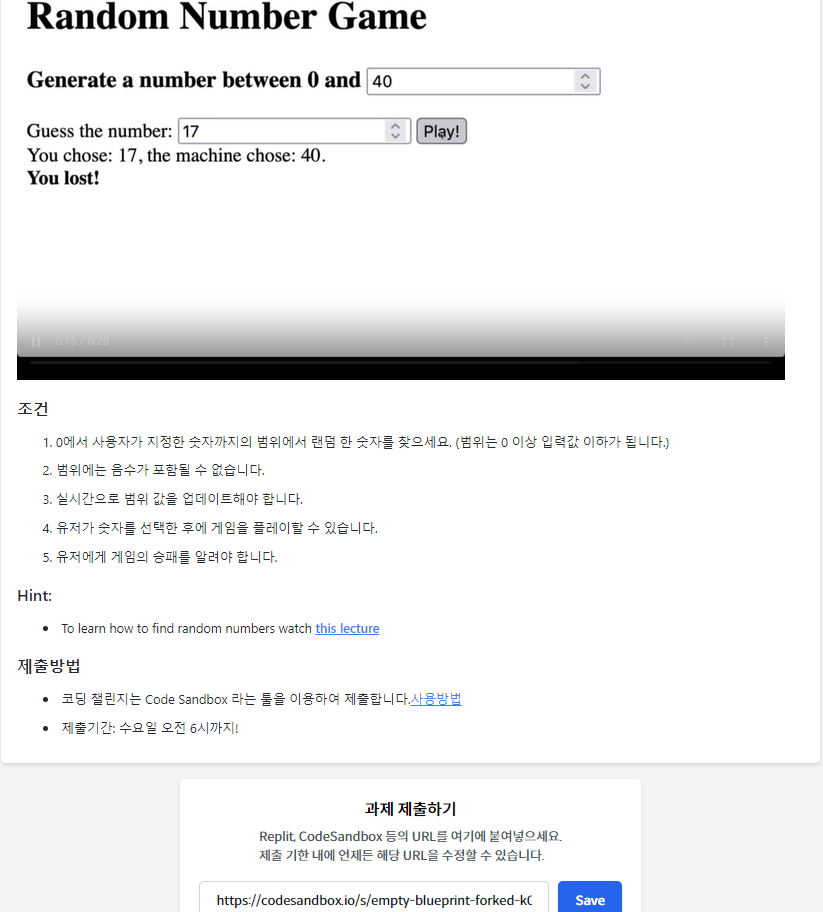 Random Number Game
Generate a number between 0 and 40
Guess the number: 17 Play!
You chose: 17, the machine chose: 40.
You lost!
0:15 / 0:20
조건
1. 0에서 사용자가 지정한 숫자까지의 범위에서 랜덤 한 숫자를 찾으세요. (범위는 0 이상 입력값 이하가 됩니다.)
2. 범위에는 음수가 포함될 수 없습니다.
3. 실시간으로 범위 값을 업데이트해야 합니다.
4. 유저가 숫자를 선택한 후에 게임을 플레이할 수 있습니다.
5. 유저에게 게임의 승패를 알려야 합니다.
Hint:
• To learn how to find random numbers watch this lecture
제출방법
• 코딩 챌린지는 Code Sandbox 라는 툴을 이용하여 제출합니다.사용방법
• 제출기간: 수요일 오전 6시까지!
과제 제출하기
Replit, CodeSandbox 등의 URL를 여기에 붙여넣으세요.
제출 기한 내에 언제든 해당 URL을 수정할 수 있습니다.
https://codesandbox.io/s/empty-blueprint-forked-k Save